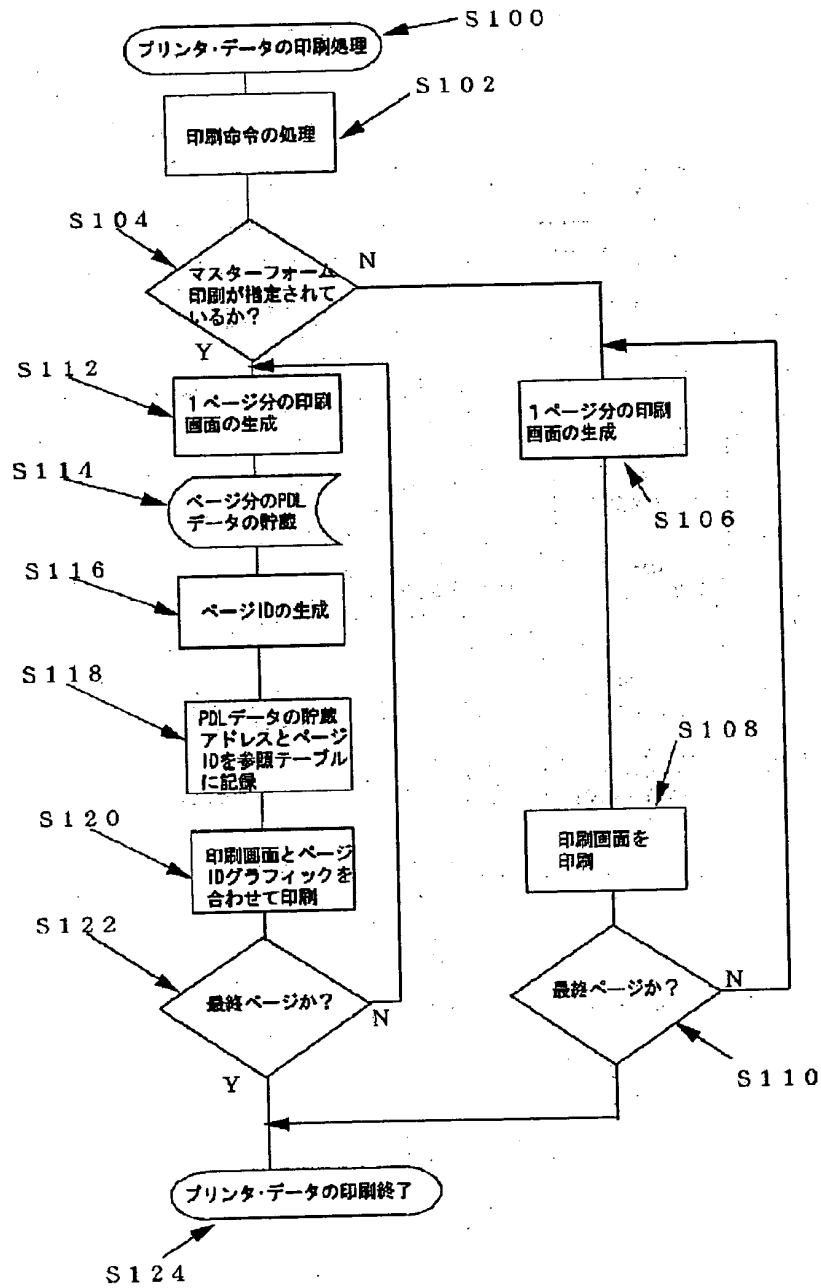 S100
プリンタ・データの印刷処理
S102
印刷命令の処理
S104
マスターフォーム
印刷が指定されて
いるか?
N
Y
S112
1ページ分の印刷
画面の生成
1ページ分の印刷
画面の生成
S106
S114
ページ分のPDL
データの貯蔵
S116
ページIDの生成
S118
PDLデータの貯蔵
アドレスとページ
IDを参照テーブル
に記録
S108
印刷画面を
印刷
S120
印刷画面とページ
IDグラフィックを
合わせて印刷
S122
最終ページか?
N
Y
最終ページか?
N
S110
プリンタ・データの印刷終了
S124